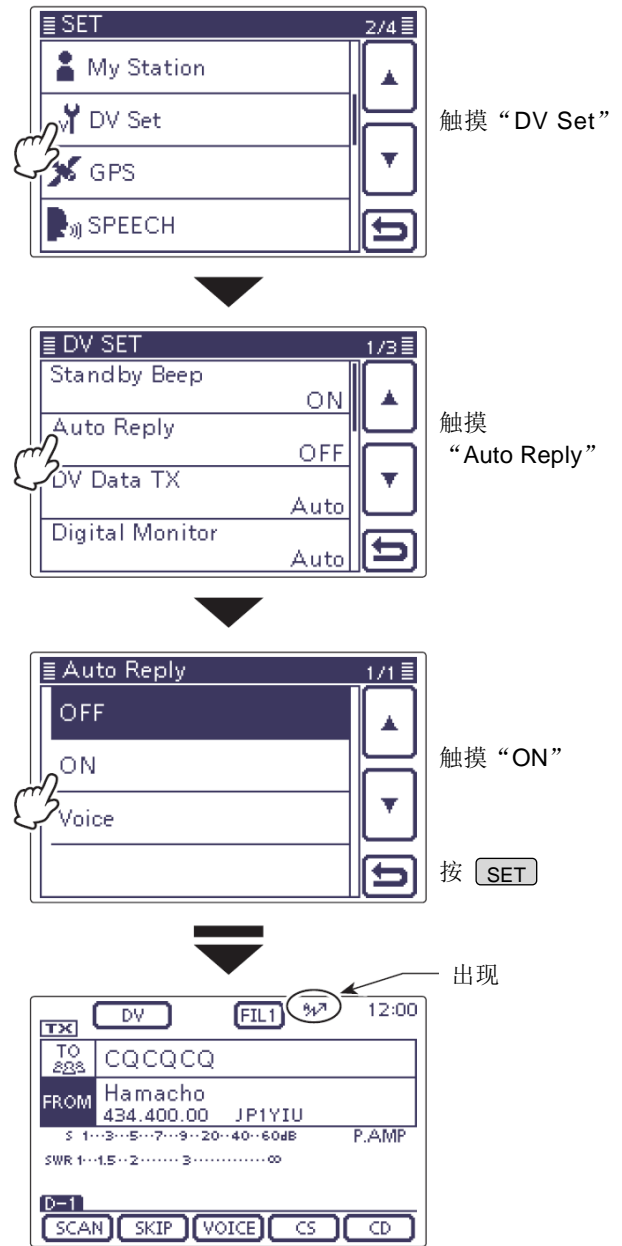 SET 2/4
My Station
DV Set
触摸“DV Set”
GPS
SPEECH
DV SET 1/3
Standby Beep
ON
Auto Reply
OFF
触摸
“Auto Reply”
DV Data TX
Auto
Digital Monitor
Auto
Auto Reply 1/1
OFF
ON
触摸“ON”
Voice
按 SET
出现
DV FIL1 12:00
TX
TO CQCQCQ
FROM Hamacho
434.400.00 JP1YIU
S 1···3···5···7···9··20··40··60dB P.AMP
SWR 1···1.5··2······· 3·············∞
D-1
SCAN SKIP VOICE CS CD